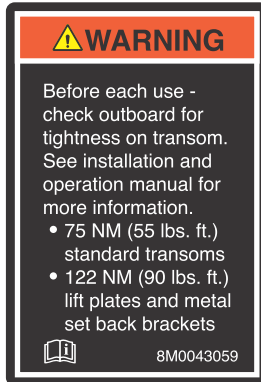 WARNING
Before each use -
check outboard for
tightness on transom.
See installation and
operation manual for
more information.
• 75 NM (55 lbs. ft.)
standard transoms
• 122 NM (90 lbs. ft.)
lift plates and metal
set back brackets
8M0043059